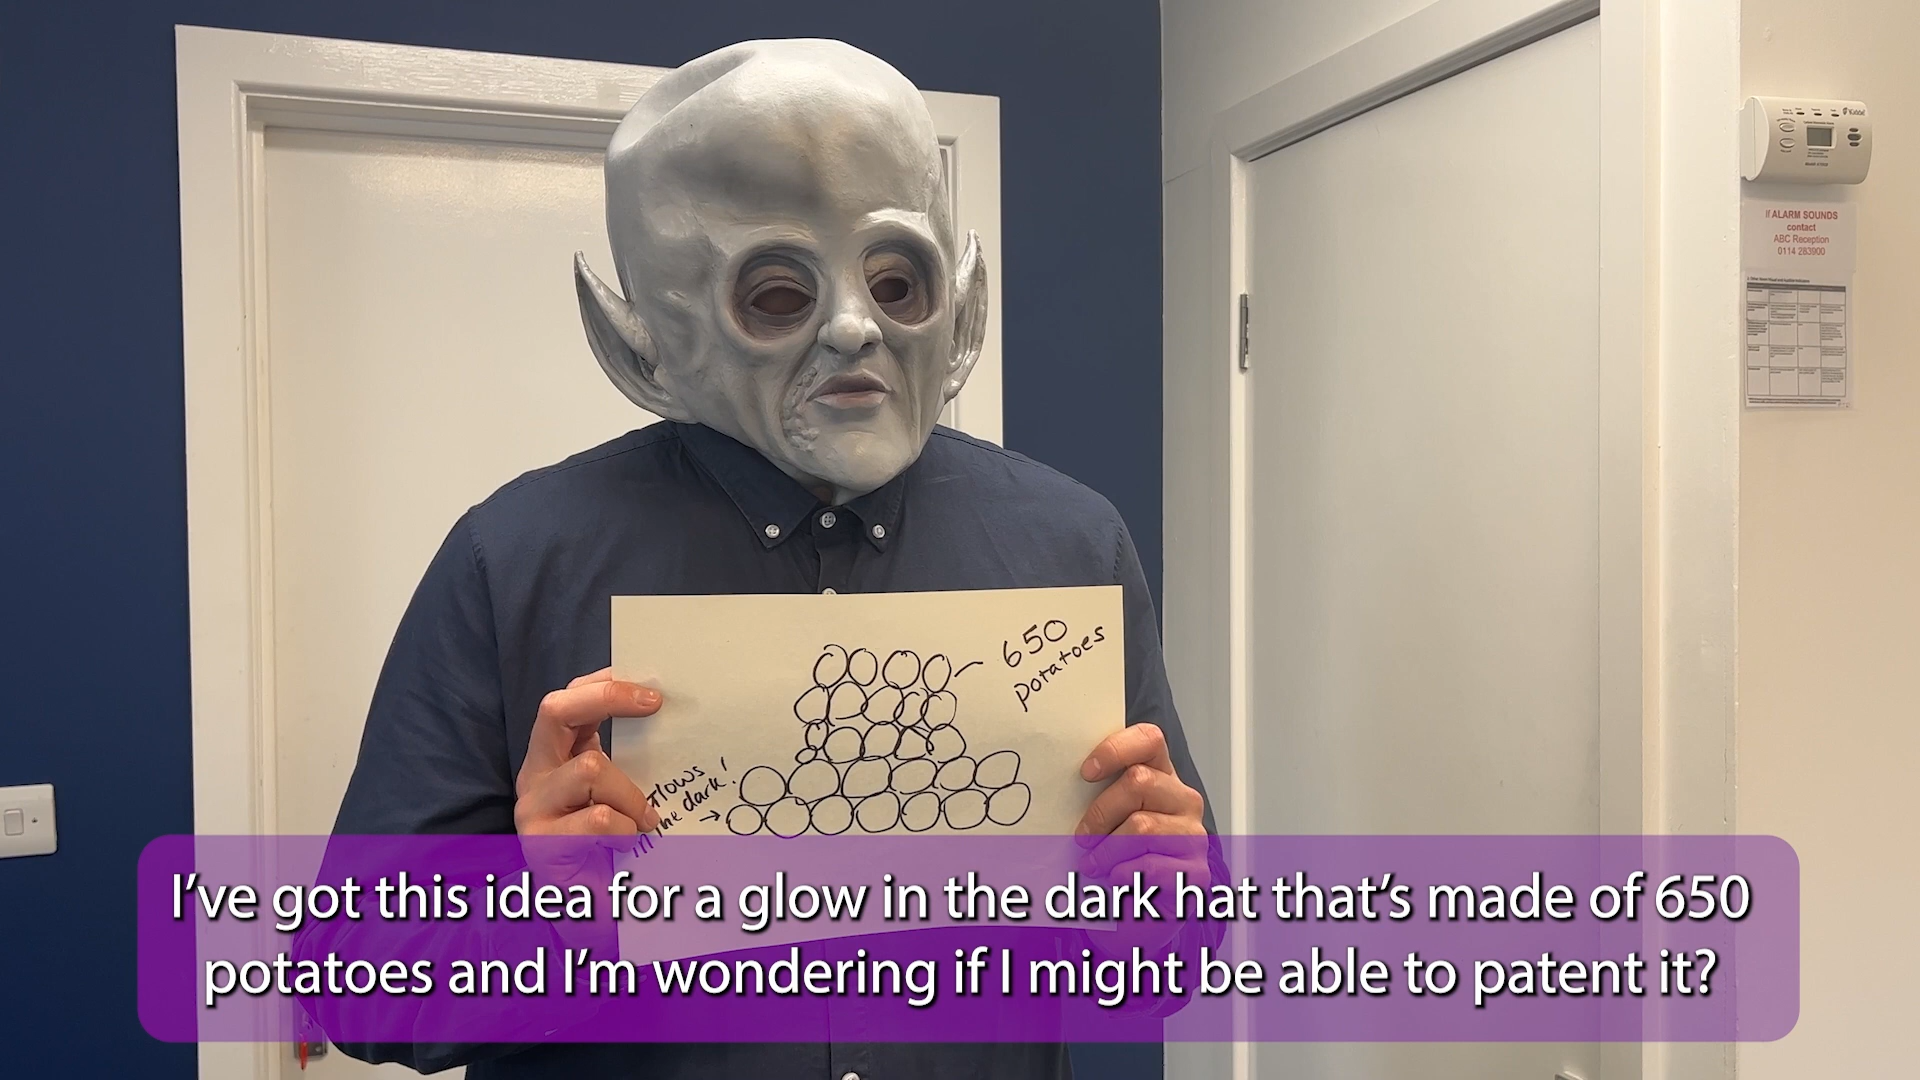 Kidde
If ALARM SOUNDS
contact
ABC Reception
0114 283900
650
potatoes
Glows
in the dark!
I've got this idea for a glow in the dark hat that's made of 650
potatoes and I'm wondering if I might be able to patent it?